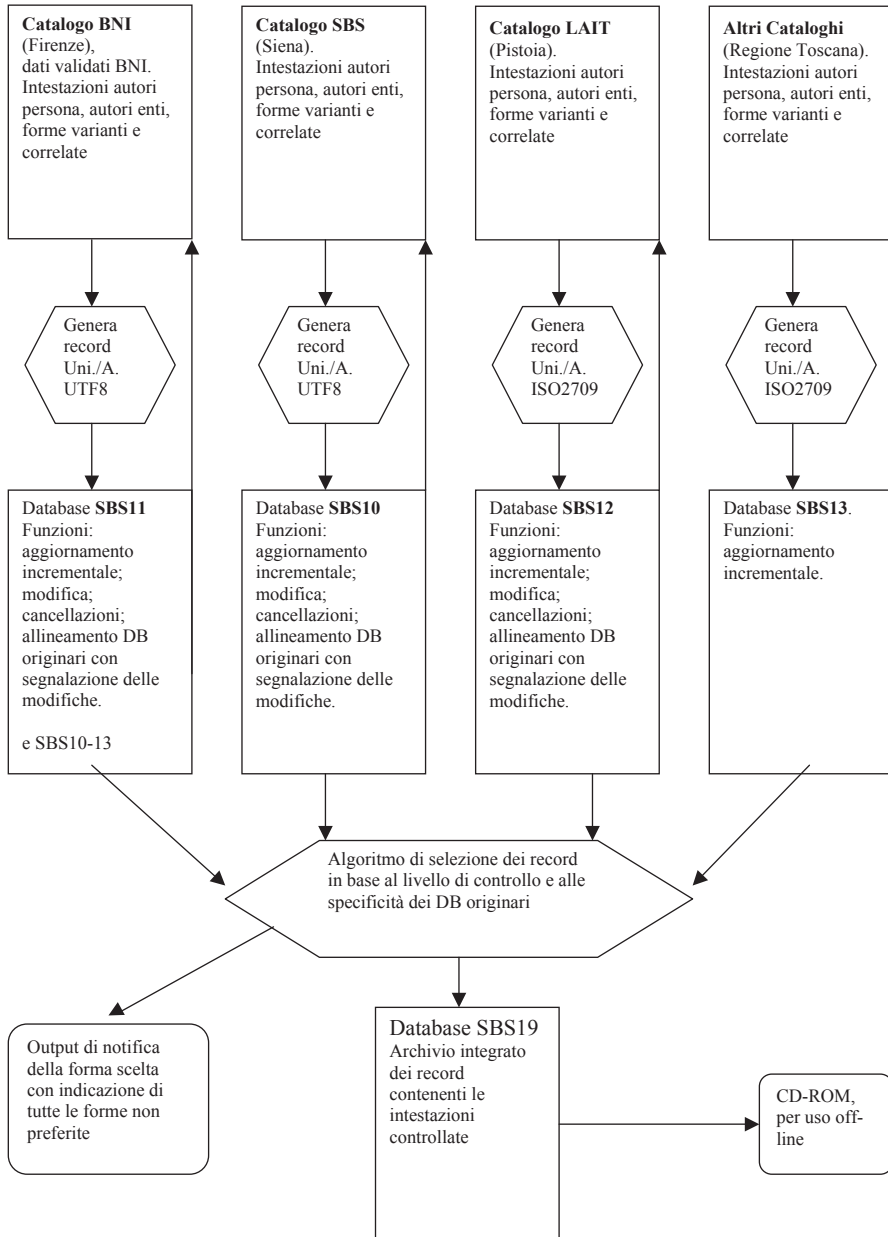 Catalogo BNI
(Firenze),
dati validati BNI.
Intestazioni autori
persona, autori enti,
forme varianti e
correlate
Catalogo SBS
(Siena).
Intestazioni autori
persona, autori enti,
forme varianti e
correlate
Catalogo LAIT
(Pistoia).
Intestazioni autori
persona, autori enti,
forme varianti e
correlate
Altri Cataloghi
(Regione Toscana).
Intestazioni autori
persona, autori enti,
forme varianti e
correlate
Genera
record
Uni./A.
UTF8
Genera
record
Uni./A.
UTF8
Genera
record
Uni./A.
ISO2709
Genera
record
Uni./A.
ISO2709
Database SBS11
Funzioni:
aggiornamento
incrementale;
modifica;
cancellazioni;
allineamento DB
originari con
segnalazione delle
modifiche.
e SBS10-13
Database SBS10
Funzioni:
aggiornamento
incrementale;
modifica;
cancellazioni;
allineamento DB
originari con
segnalazione delle
modifiche.
Database SBS12
Funzioni:
aggiornamento
incrementale;
modifica;
cancellazioni;
allineamento DB
originari con
segnalazione delle
modifiche.
Database SBS13.
Funzioni:
aggiornamento
incrementale.
Algoritmo di selezione dei record
in base al livello di controllo e alle
specificità dei DB originari
Output di notifica
della forma scelta
con indicazione di
tutte le forme non
preferite
Database SBS19
Archivio integrato
dei record
contenenti le
intestazioni
controllate
CD-ROM,
per uso off-
line